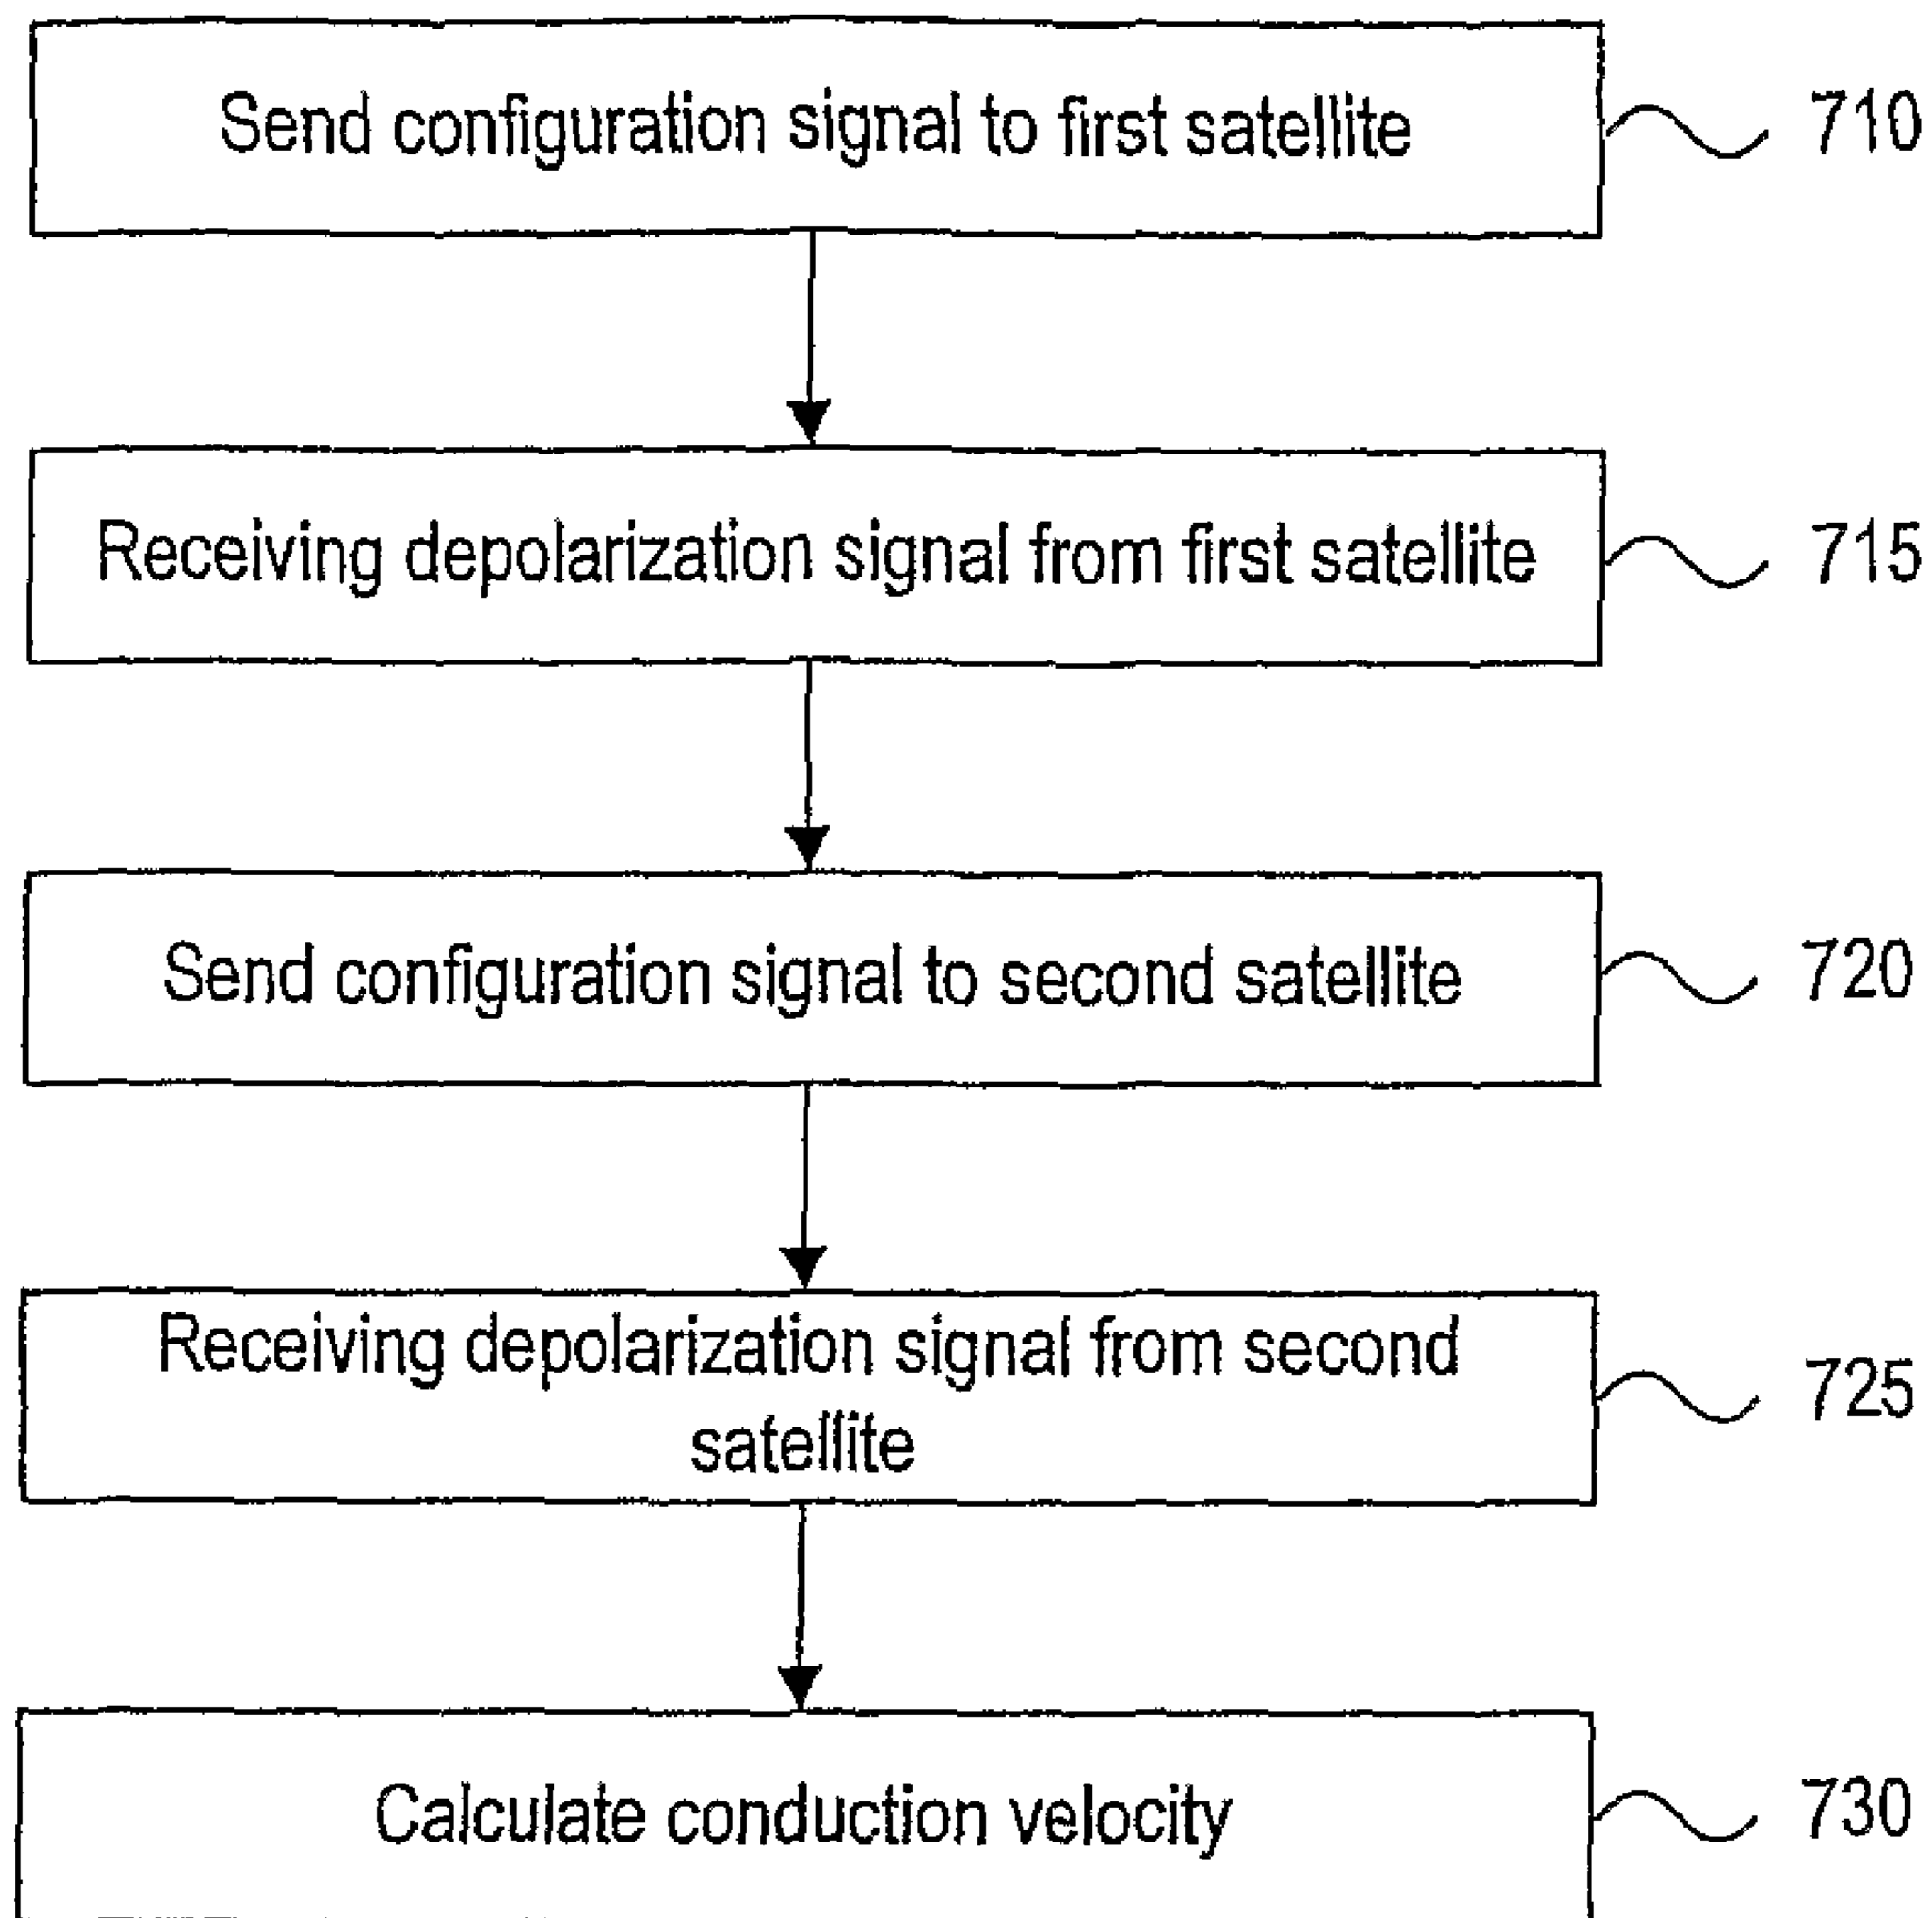 Send configuration signal to first satellite
710
Receiving depolarization signal from first satellite
715
Send configuration signal to second satellite
720
Receiving depolarization signal from second
satellite
725
Calculate conduction velocity
730